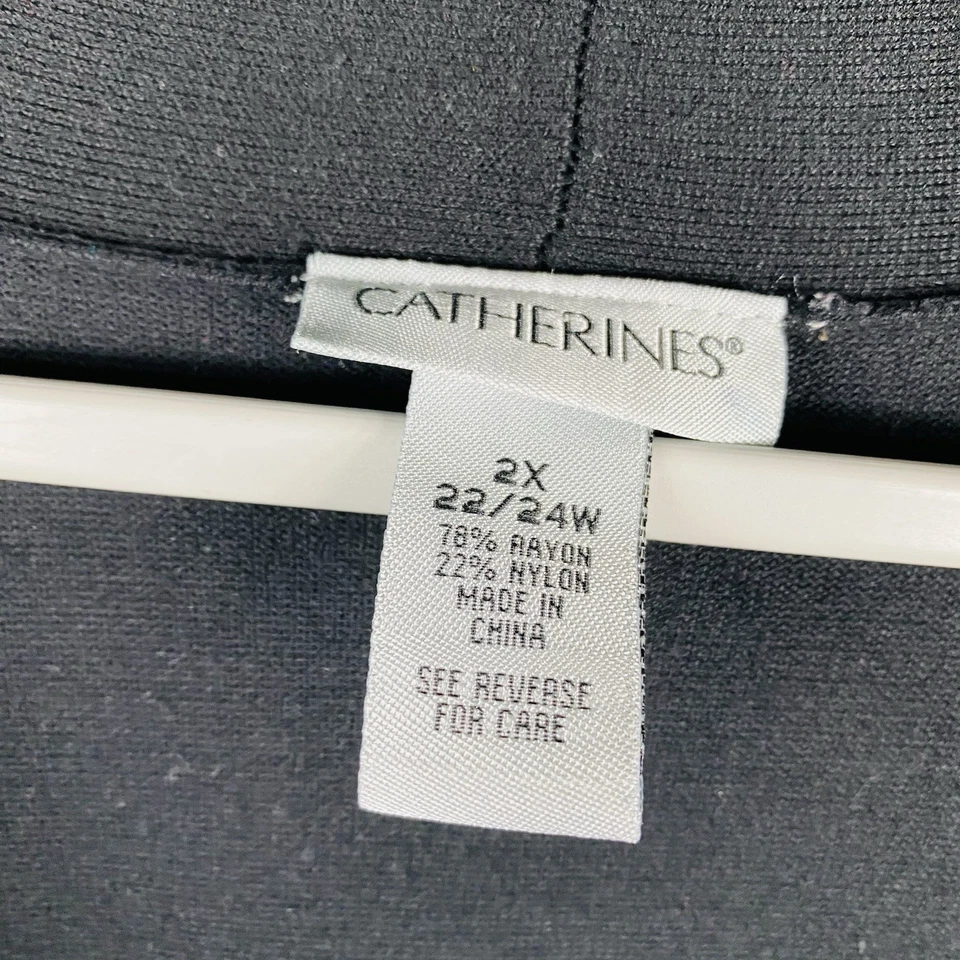 CATHERINES®
2X
22/24W
78% RAYON
22% NYLON
MADE IN
CHINA
SEE REVERSE
FOR CARE